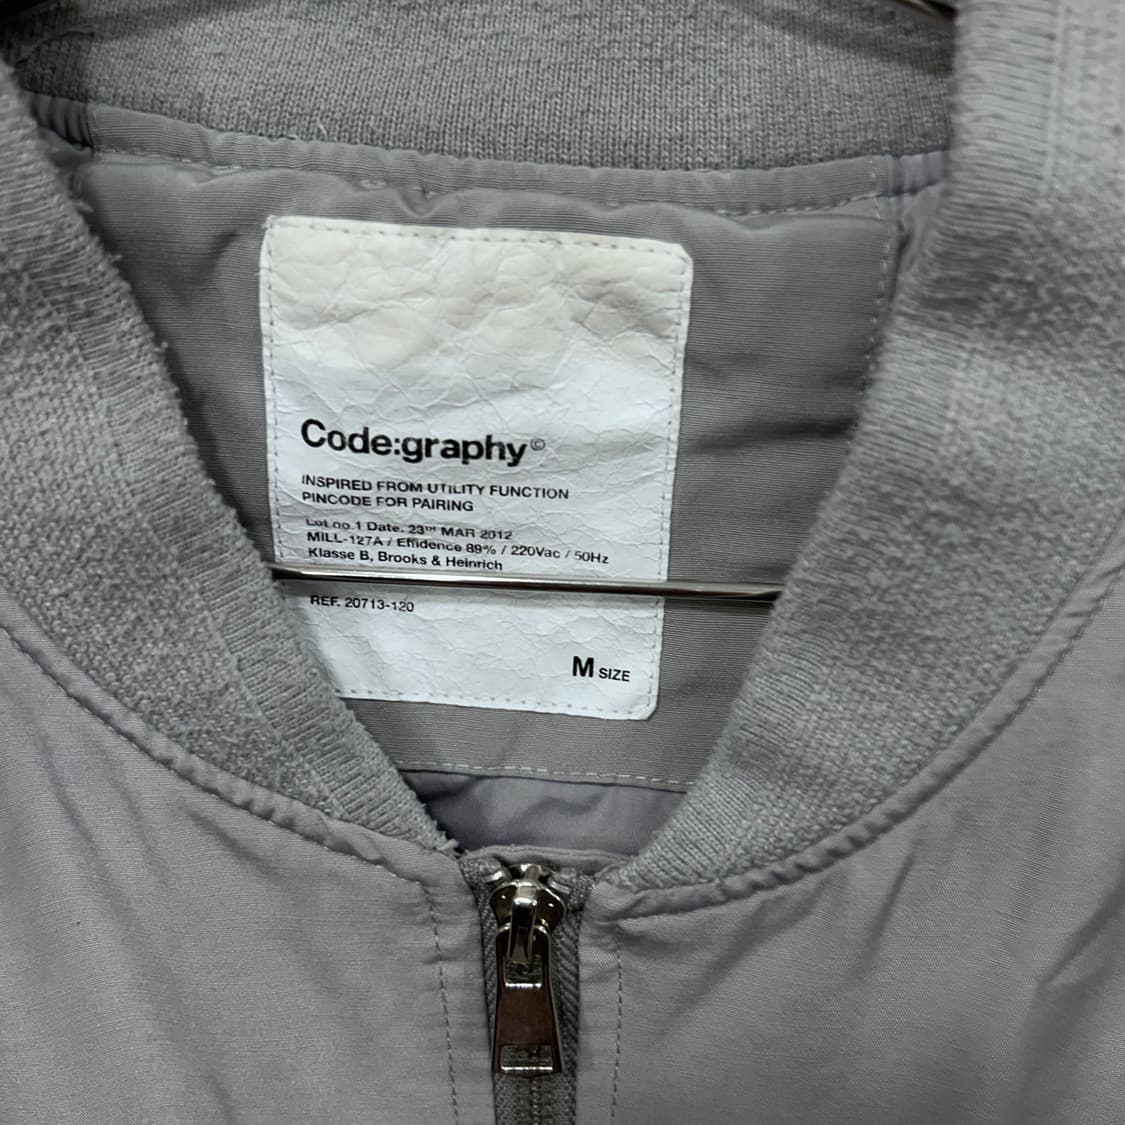 Code:graphy©
INSPIRED FROM UTILITY FUNCTION
PINCODE FOR PAIRING
Lot no.1 Date. 23TH MAR 2012
MILL-127A / Effidence 89% / 220Vac / 50Hz
Klasse B, Brooks & Heinrich
REF. 20713-120
M SIZE